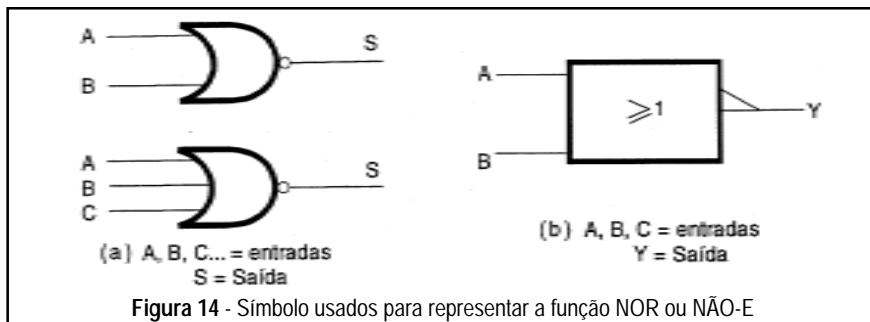 A
B
S
A
B
C
S
(a) A, B, C... = entradas
S = Saída
A
B
≥1
Y
(b) A, B, C = entradas
Y = Saída
Figura 14 - Símbolo usados para representar a função NOR ou NÃO-E